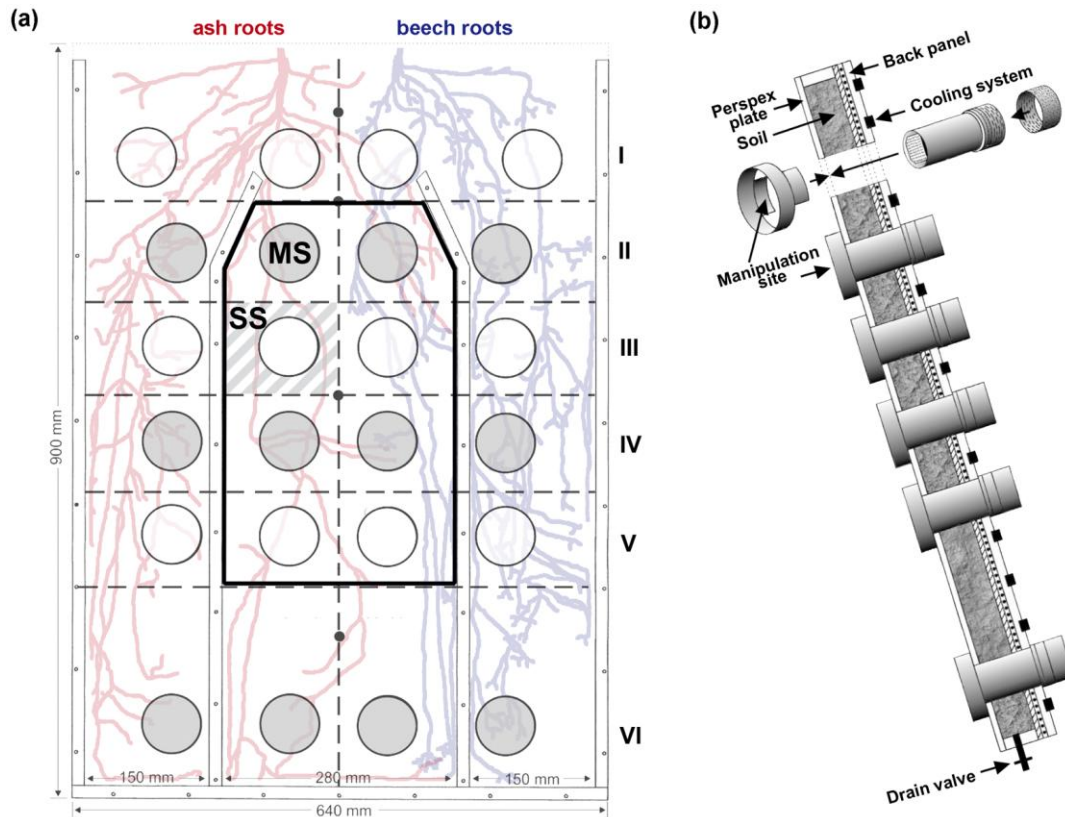 (a)
ash roots
beech roots
I
II
MS
SS
III
IV
V
VI
900 mm
150 mm
280 mm
150 mm
640 mm
(b)
Back panel
Cooling system
Perspex
plate
Soil
Manipulation
site
Drain valve